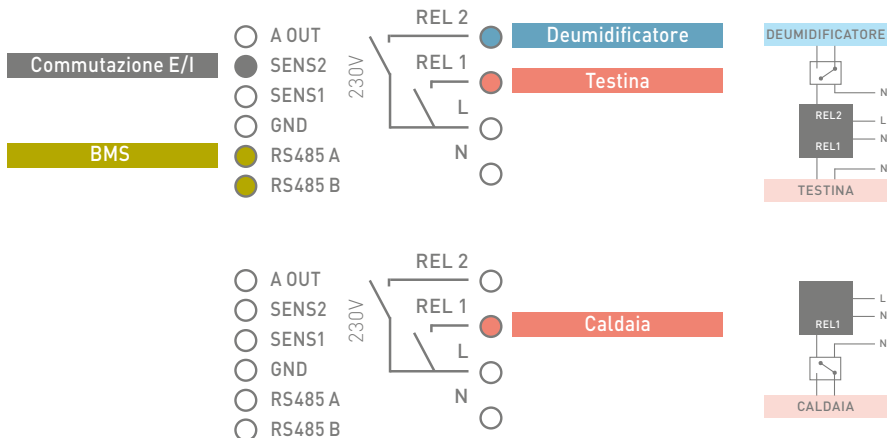 Commutazione E/I
BMS
A OUT
SENS2
SENS1
GND
RS485 A
RS485 B
230V
REL 2
REL 1
L
N
Deumidificatore
Testina
DEUMIDIFICATORE
N
REL2
L
REL1
N
N
TESTINA
A OUT
SENS2
SENS1
GND
RS485 A
RS485 B
230V
REL 2
REL 1
L
N
Caldaia
L
REL1
N
N
CALDAIA